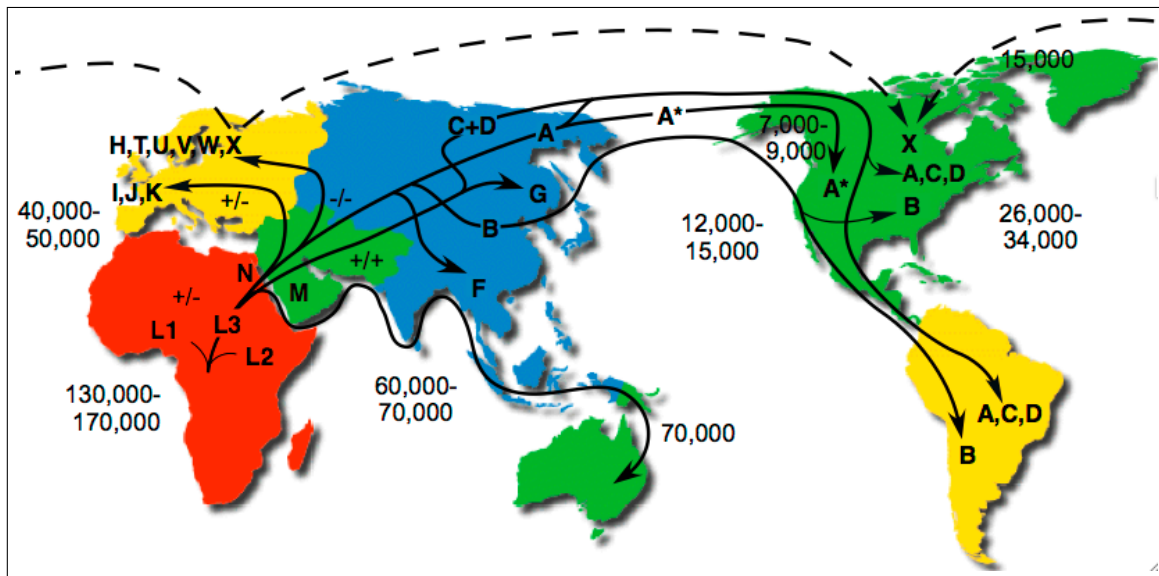 15,000
C+D
A
A*
7,000-
9,000
H,T,U,V,W,X
X
I,J,K
+/-
-/-
G
A*
A,C,D
B
40,000-
50,000
B
12,000-
15,000
26,000-
34,000
N
+/+
M
F
+/-
L1
L3
L2
130,000-
170,000
60,000-
70,000
70,000
A,C,D
B